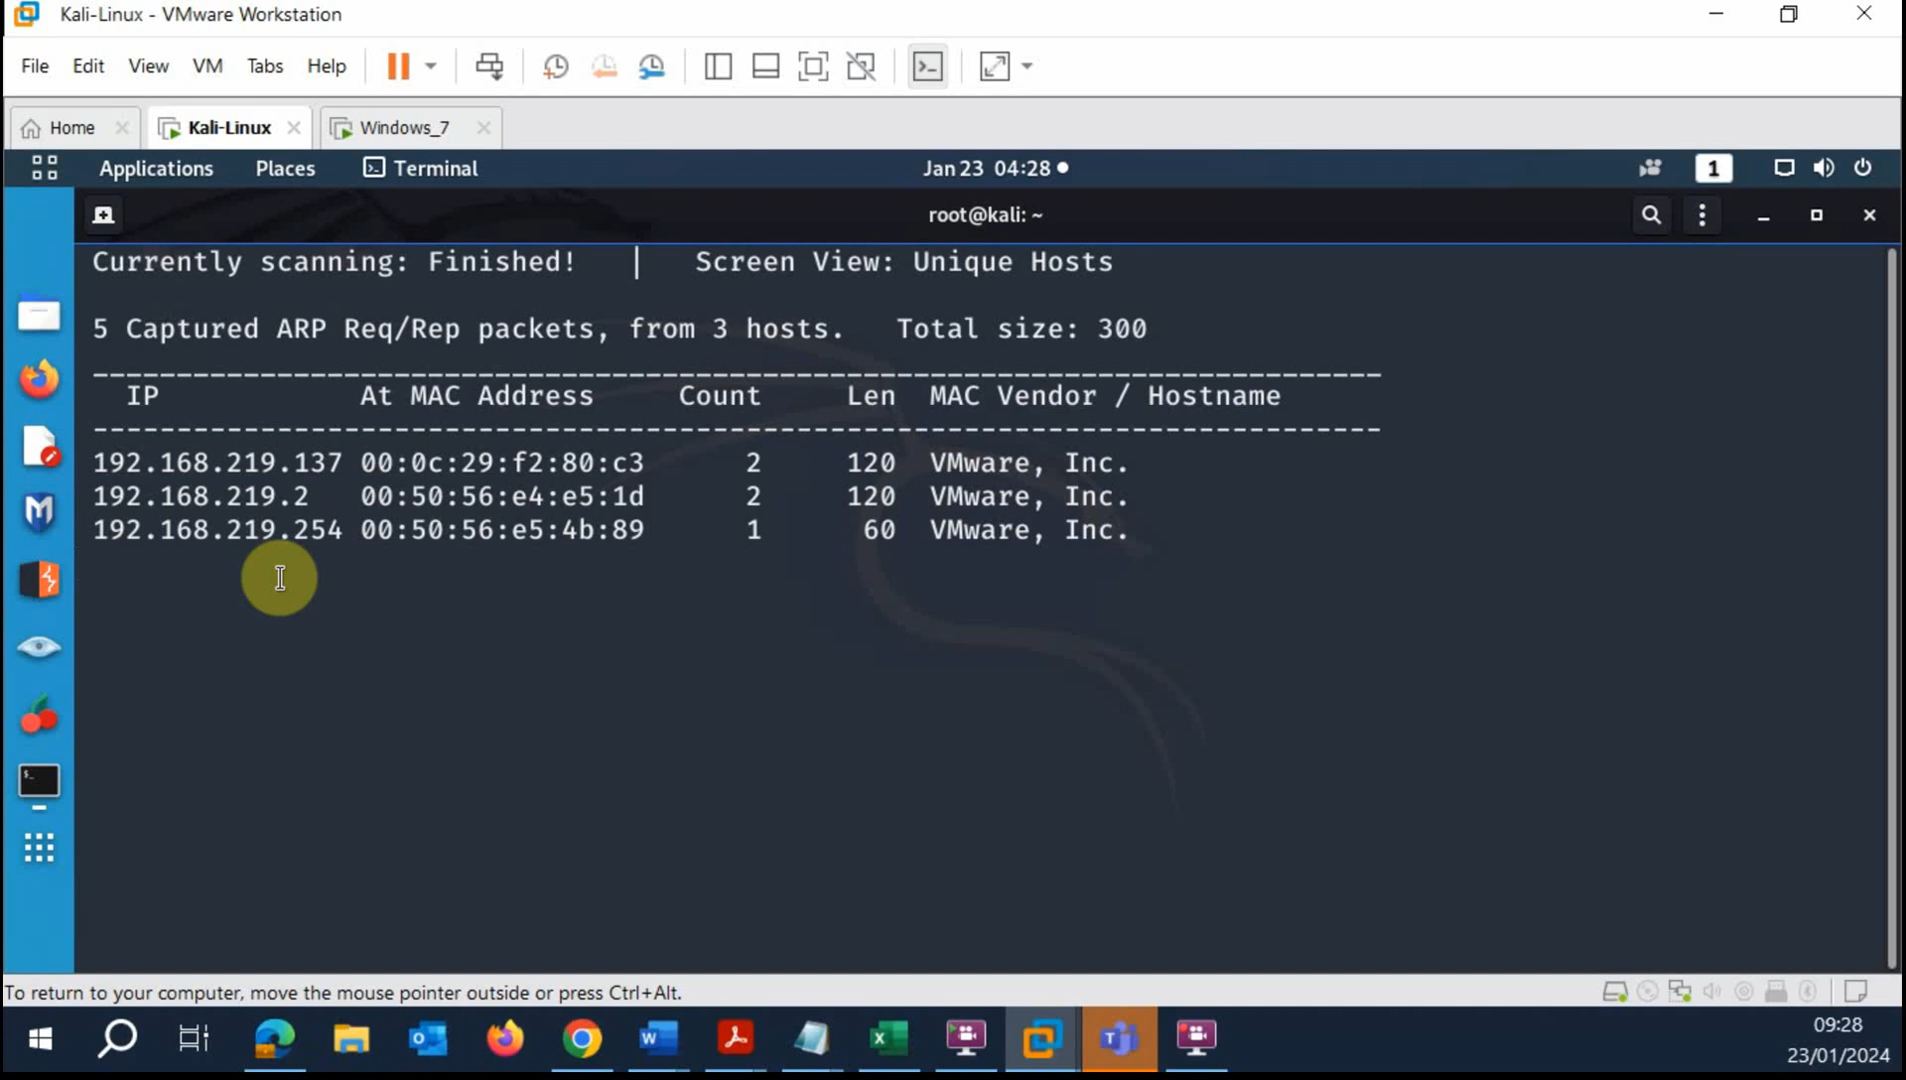 Kali-Linux - VMware Workstation
File Edit View VM Tabs Help
Home Kali-Linux Windows_7
Applications Places Terminal Jan 23 04:28 1
root@kali: ~
Currently scanning: Finished! | Screen View: Unique Hosts
5 Captured ARP Req/Rep packets, from 3 hosts. Total size: 300
_____________________________________________________________________________
IP At MAC Address Count Len MAC Vendor / Hostname
-----------------------------------------------------------------------------
192.168.219.137 00:0c:29:f2:80:c3 2 120 VMware, Inc.
192.168.219.2 00:50:56:e4:e5:1d 2 120 VMware, Inc.
192.168.219.254 00:50:56:e5:4b:89 1 60 VMware, Inc.
To return to your computer, move the mouse pointer outside or press Ctrl+Alt.
09:28
23/01/2024